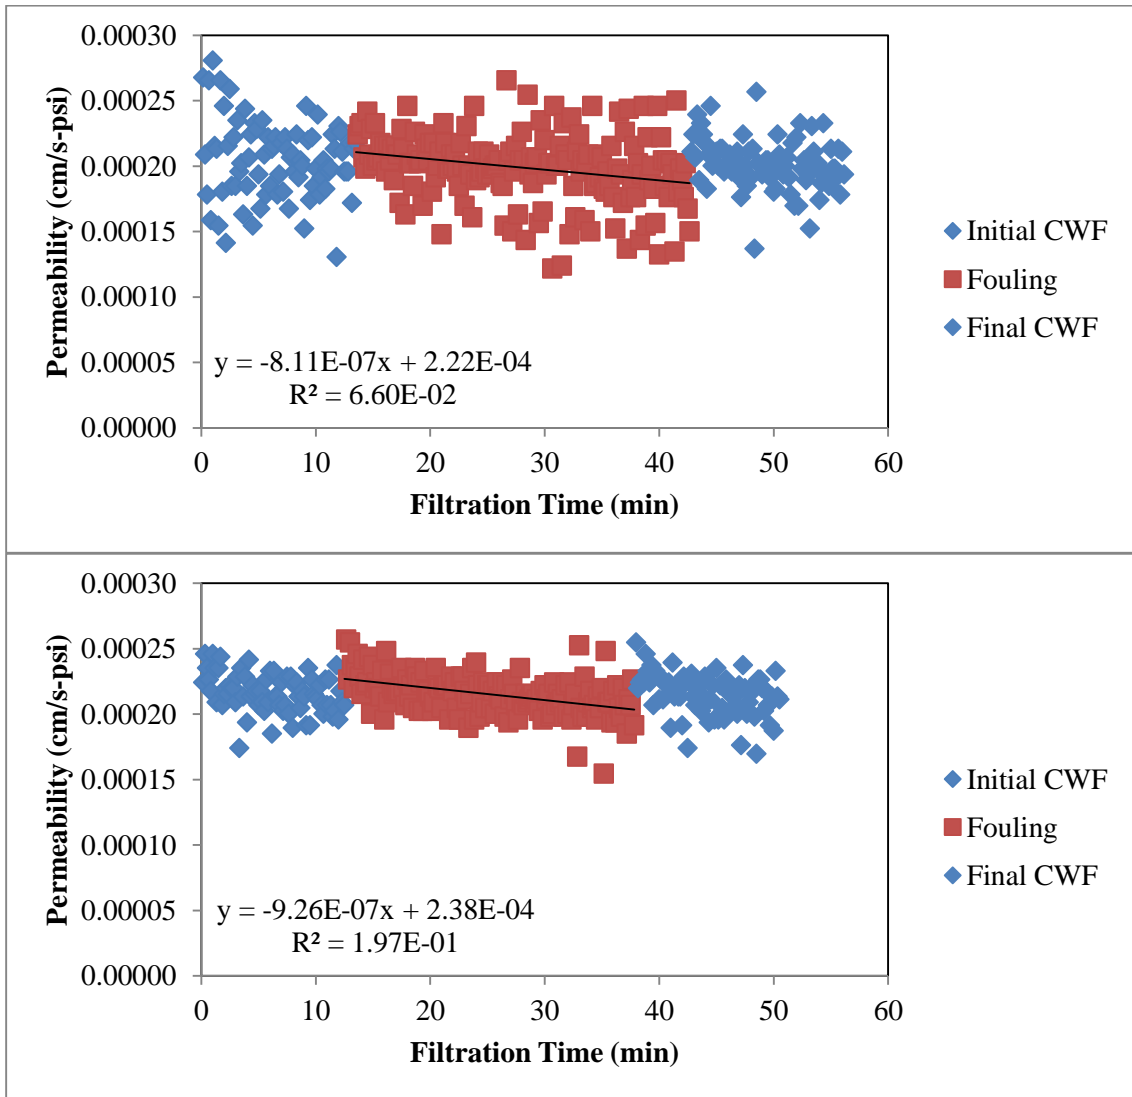 0.00030
0.00025
0.00020
0.00015
0.00010
0.00005
0.00000
Permeability (cm/s-psi)
y = -8.11E-07x + 2.22E-04
R² = 6.60E-02
0 10 20 30 40 50 60
Filtration Time (min)
Initial CWF
Fouling
Final CWF
0.00030
0.00025
0.00020
0.00015
0.00010
0.00005
0.00000
Permeability (cm/s-psi)
y = -9.26E-07x + 2.38E-04
R² = 1.97E-01
0 10 20 30 40 50 60
Filtration Time (min)
Initial CWF
Fouling
Final CWF